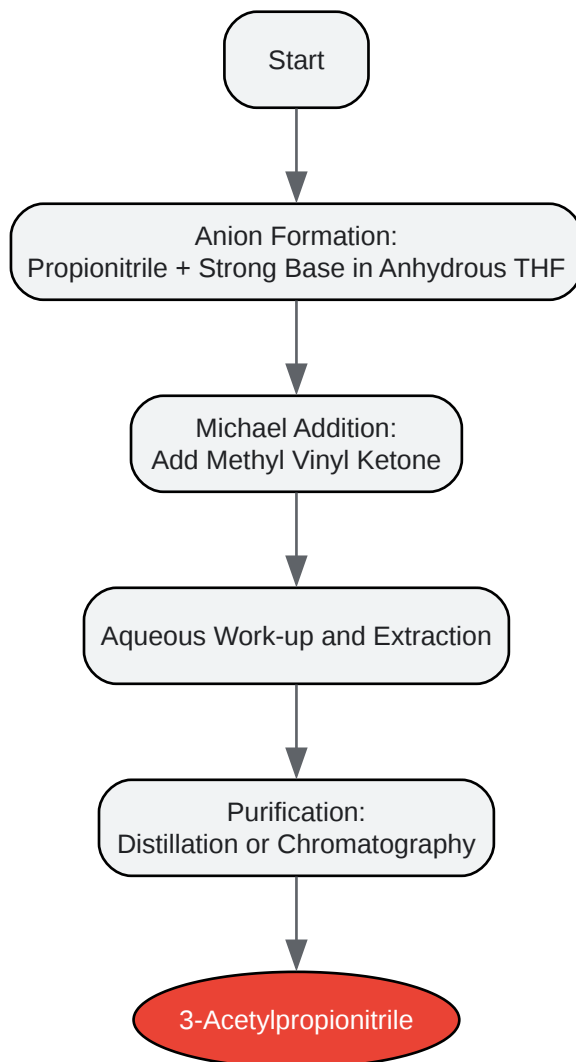 Start
Anion Formation:
Propionitrile + Strong Base in Anhydrous THF
Michael Addition:
Add Methyl Vinyl Ketone
Aqueous Work-up and Extraction
Purification:
Distillation or Chromatography
3-Acetylpropionitrile